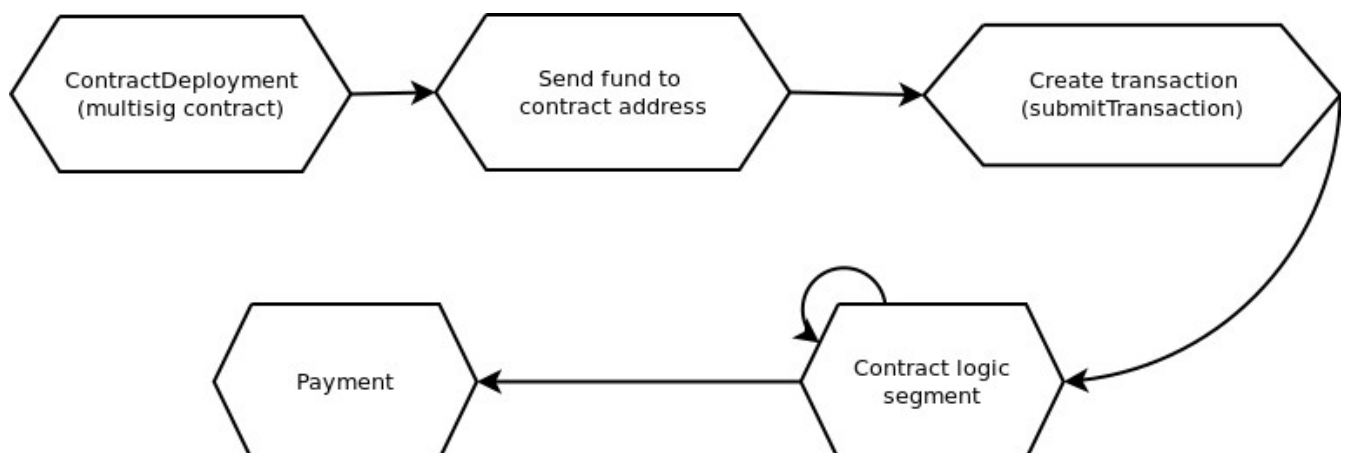 ContractDeployment
(multisig contract)
Send fund to
contract address
Create transaction
(submitTransaction)
Payment
Contract logic
segment